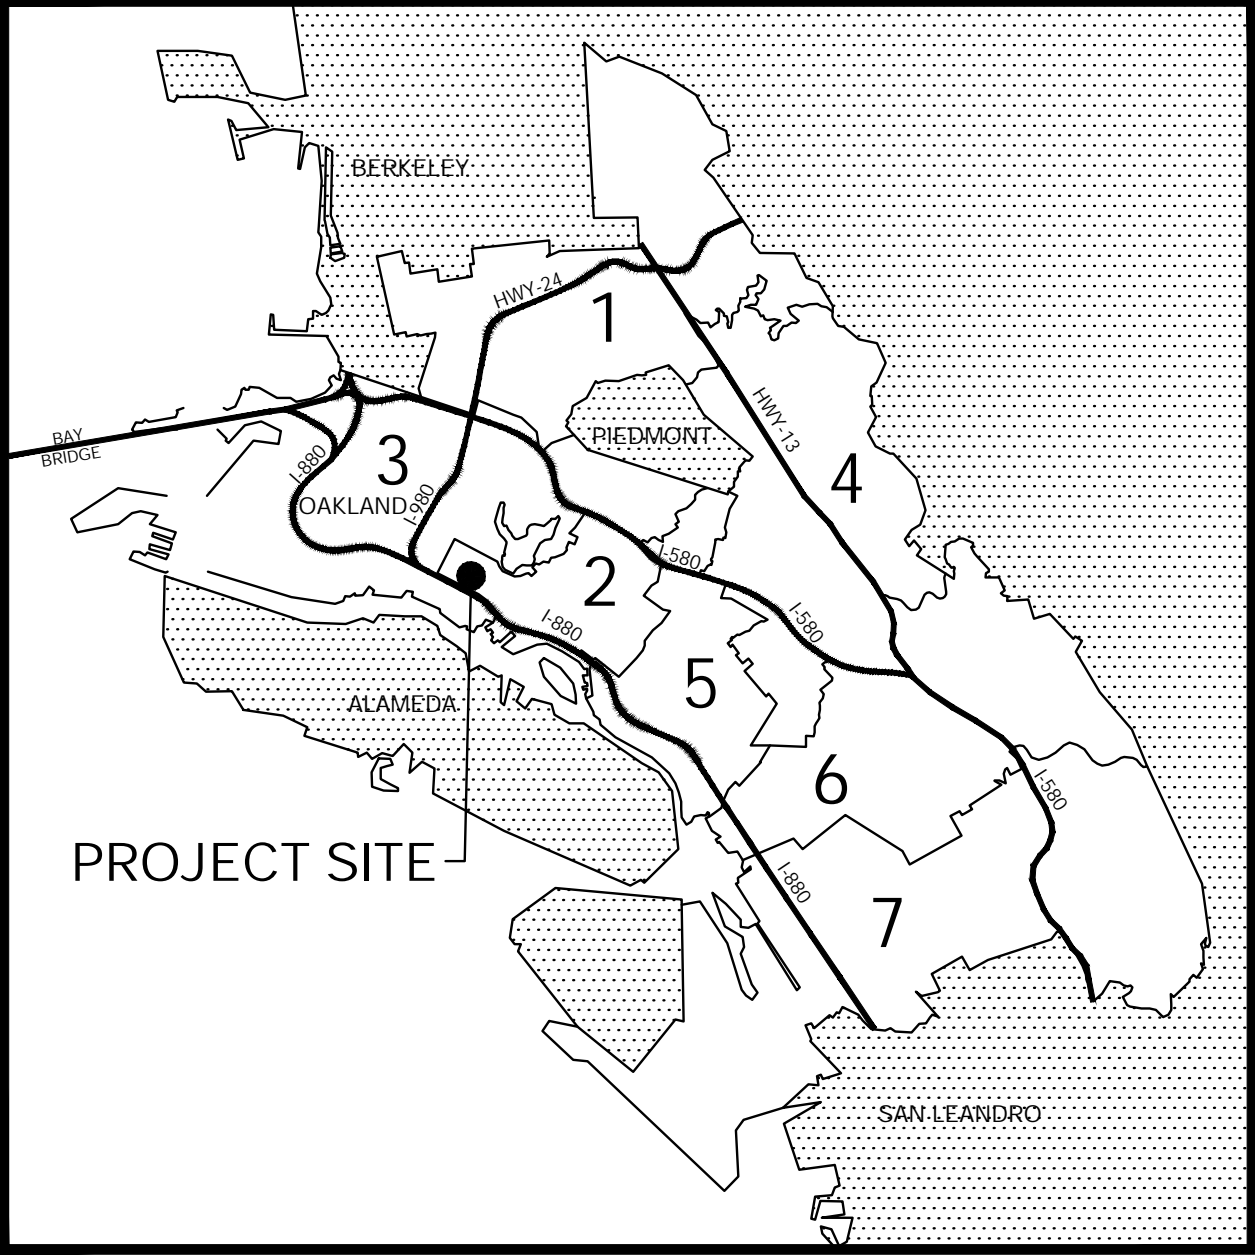 BERKELEY
HWY-24
1
PIEDMONT
HWY-13
BAY
BRIDGE
I-880
3
OAKLAND
I-980
4
I-580
2
I-880
I-580
5
ALAMEDA
6
I-580
PROJECT SITE
I-880
7
SAN LEANDRO